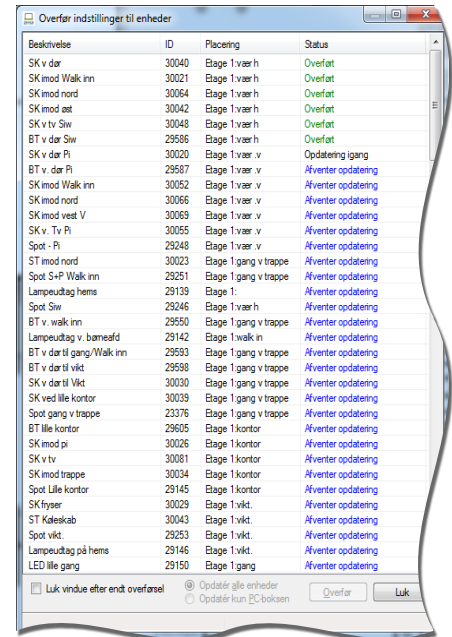 Overfør indstillinger til enheder
Beskrivelse ID Placering Status
SK v dør 30040 Etage 1:vær h Overført
SK imod Walk inn 30021 Etage 1:vær h Overført
SK imod nord 30064 Etage 1:vær h Overført
SK imod øst 30042 Etage 1:vær h Overført
SK v tv Siw 30048 Etage 1:vær h Overført
BT v dør Siw 29586 Etage 1:vær h Overført
SK v dør Pi 30020 Etage 1:vær .v Opdatering igang
BT v. dør Pi 29587 Etage 1:vær .v Afventer opdatering
SK imod Walk inn 30052 Etage 1:vær .v Afventer opdatering
SK imod nord 30066 Etage 1:vær .v Afventer opdatering
SK imod vest V 30069 Etage 1:vær .v Afventer opdatering
SK v. Tv Pi 30055 Etage 1:vær .v Afventer opdatering
Spot - Pi 29248 Etage 1:vær .v Afventer opdatering
ST imod nord 30023 Etage 1:gang v trappe Afventer opdatering
Spot S+P Walk inn 29251 Etage 1:gang v trappe Afventer opdatering
Lampeudtag hems 29139 Etage 1: Afventer opdatering
Spot Siw 29246 Etage 1:vær h Afventer opdatering
BT v. walk inn 29550 Etage 1:gang v trappe Afventer opdatering
Lampeudtag v. børneafd 29142 Etage 1:walk in Afventer opdatering
BT v dør til gang/Walk inn 29593 Etage 1:gang v trappe Afventer opdatering
BT v dør til vikt 29598 Etage 1:gang v trappe Afventer opdatering
SK v dør til Vikt 30030 Etage 1:gang v trappe Afventer opdatering
SK ved lille kontor 30039 Etage 1:gang v trappe Afventer opdatering
Spot gang v trappe 23376 Etage 1:gang v trappe Afventer opdatering
BT lille kontor 29605 Etage 1:kontor Afventer opdatering
SK imod pi 30026 Etage 1:kontor Afventer opdatering
SK v tv 30081 Etage 1:kontor Afventer opdatering
SK imod trappe 30034 Etage 1:kontor Afventer opdatering
Spot Lille kontor 29145 Etage 1:kontor Afventer opdatering
SK fryser 30029 Etage 1:vikt. Afventer opdatering
ST Køleskab 30043 Etage 1:vikt. Afventer opdatering
Spot vikt. 29253 Etage 1:vikt. Afventer opdatering
Lampeudtag på hems 29146 Etage 1:vikt. Afventer opdatering
LED lille gang 29150 Etage 1:gang Afventer opdatering
Luk vindue efter endt overførsel
Opdatér alle enheder
Opdatér kun PC-boksen
Overfør
Luk